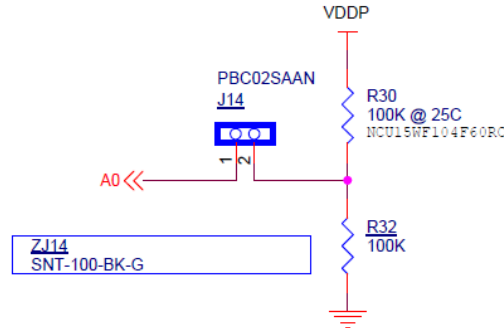 VDDP
PBC02SAAN
J14
R30
100K @ 25C
NCU15WF104F60RC
1
2
A0
R32
100K
ZJ14
SNT-100-BK-G